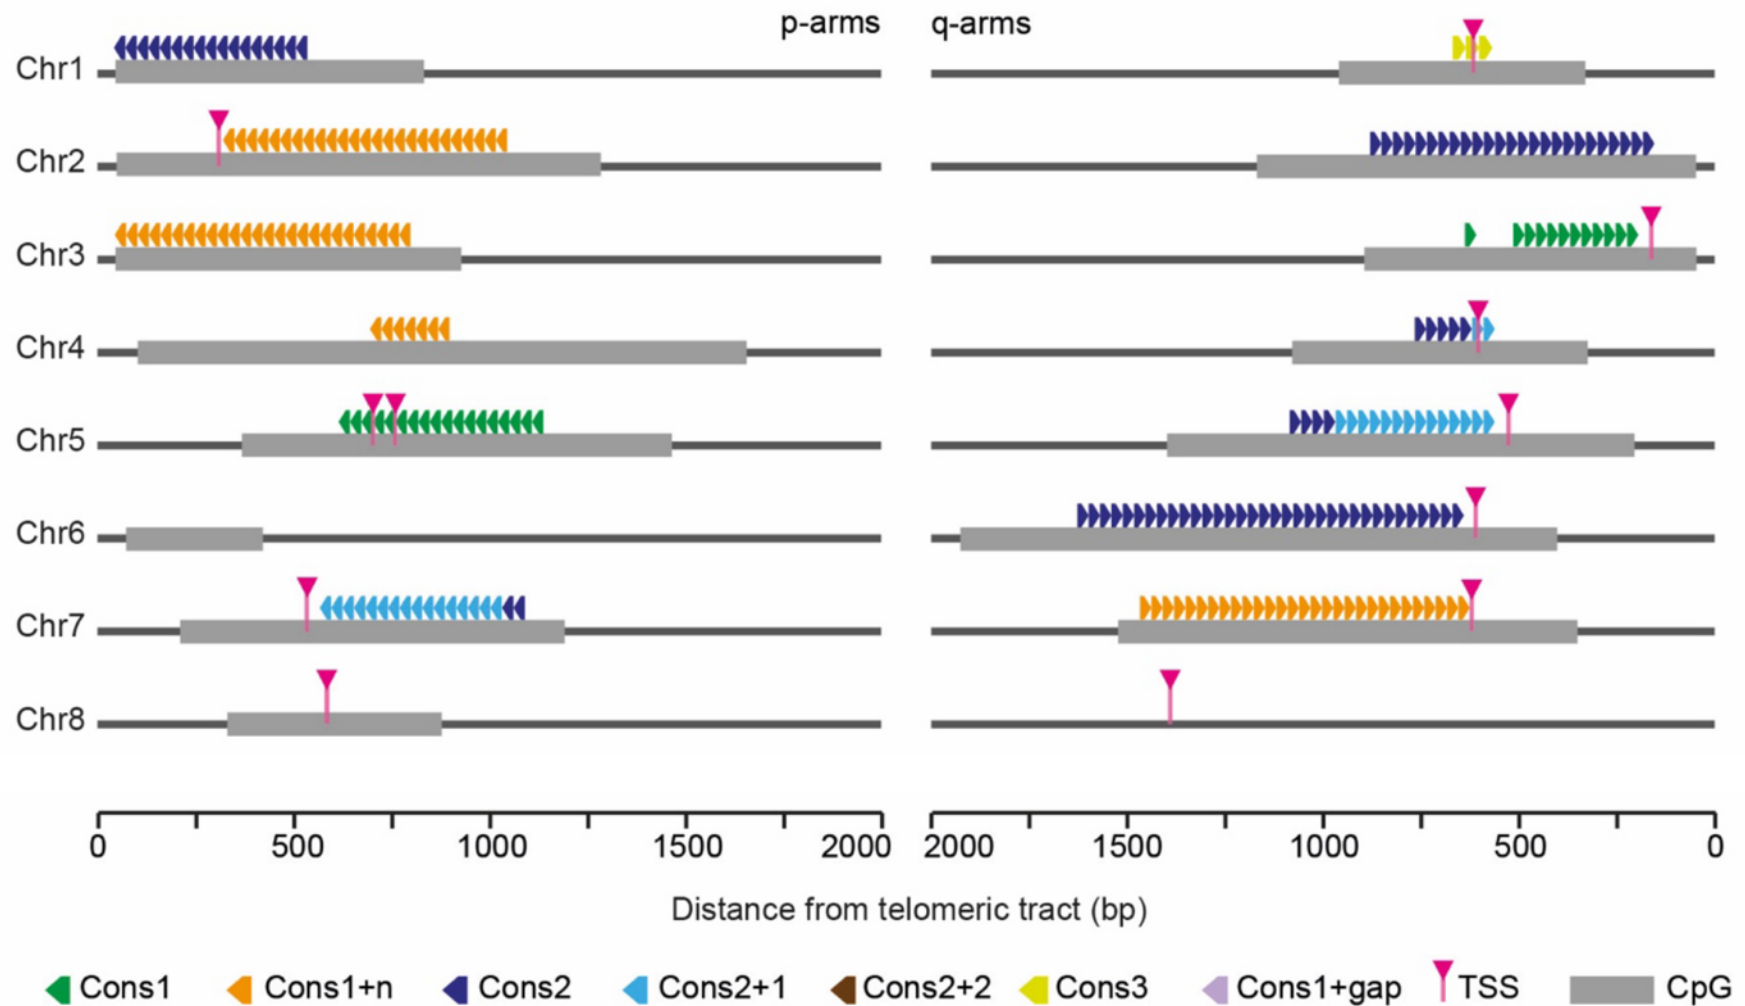 p-arms q-arms
Chr1
Chr2
Chr3
Chr4
Chr5
Chr6
Chr7
Chr8
0 500 1000 1500 2000 2000 1500 1000 500 0
Distance from telomeric tract (bp)
Cons1 Cons1+n Cons2 Cons2+1 Cons2+2 Cons3 Cons1+gap TSS CpG